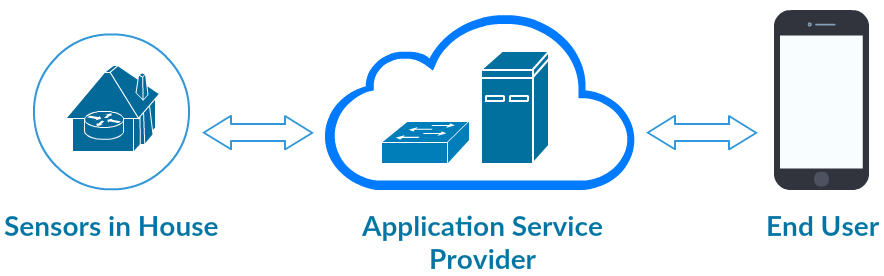 Sensors in House
Application Service
Provider
End User